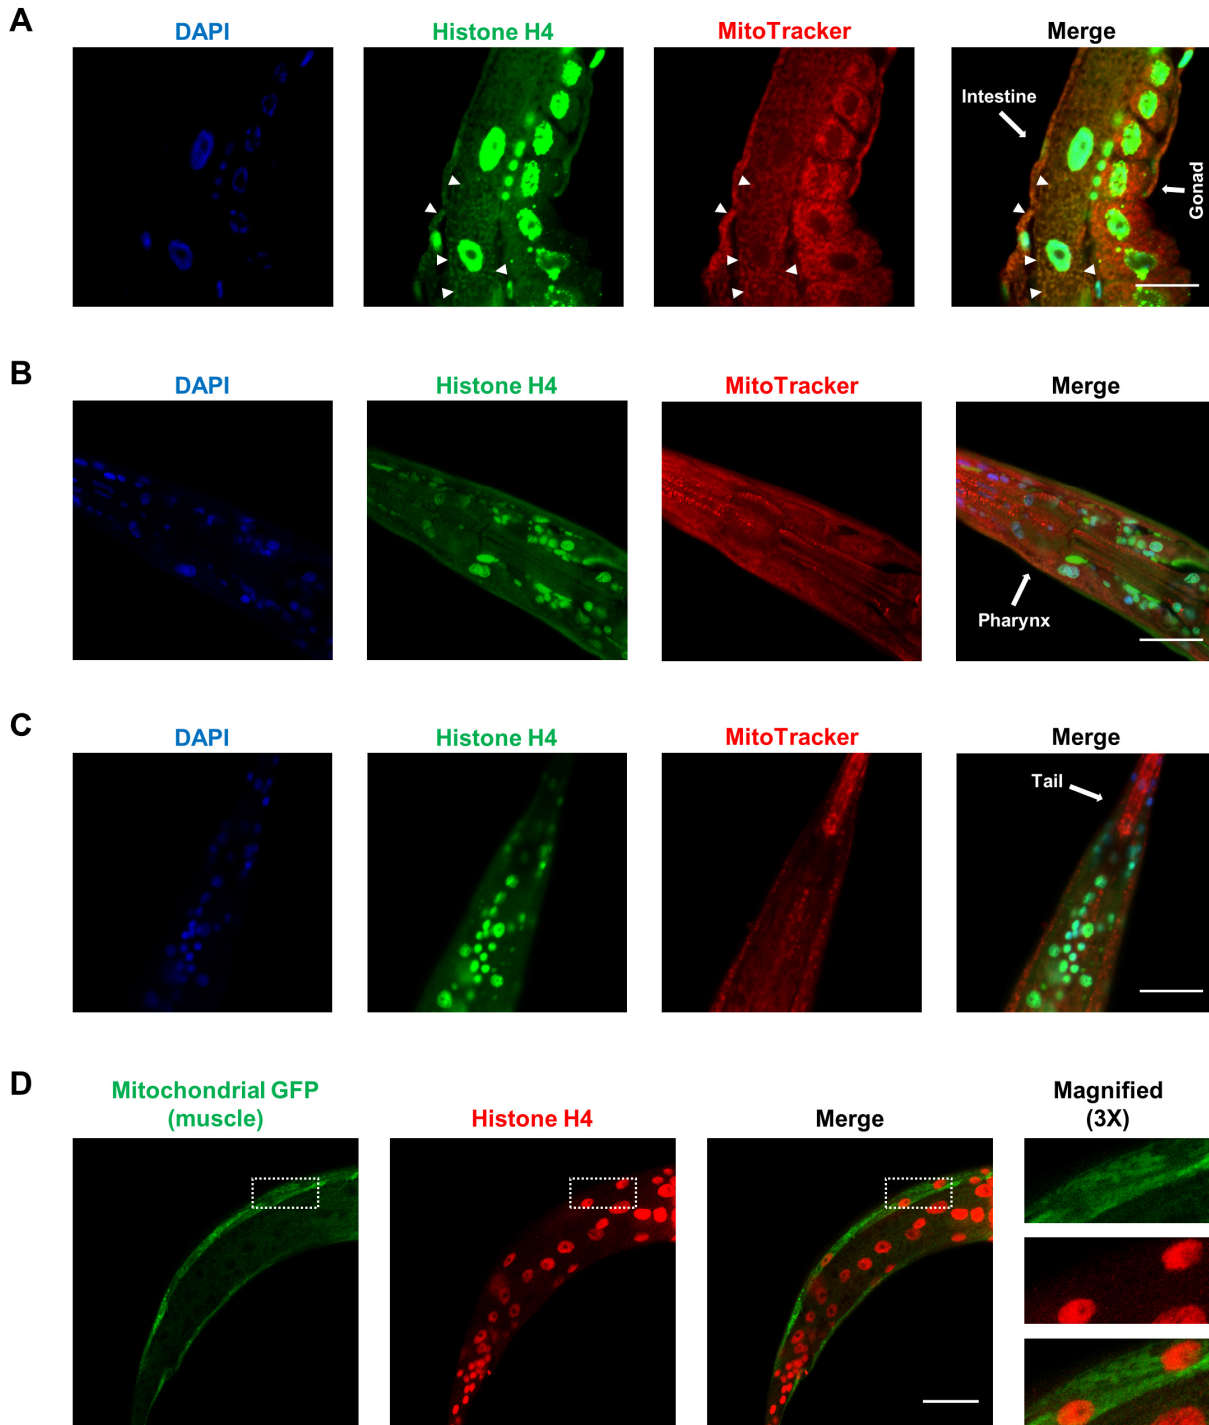 A
DAPI
Histone H4
MitoTracker
Merge
Intestine
Gonad
B
DAPI
Histone H4
MitoTracker
Merge
Pharynx
C
DAPI
Histone H4
MitoTracker
Merge
Tail
D
Mitochondrial GFP
(muscle)
Histone H4
Merge
Magnified
(3X)